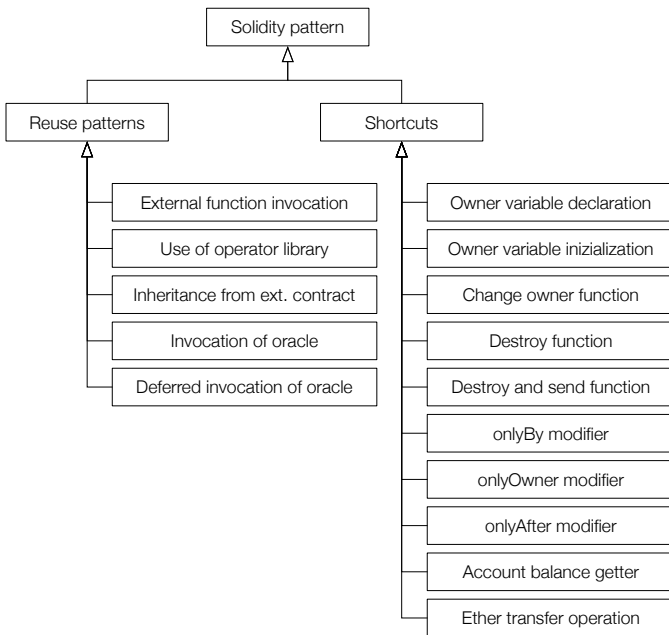 Solidity pattern
Reuse patterns
Shortcuts
External function invocation
Use of operator library
Inheritance from ext. contract
Invocation of oracle
Deferred invocation of oracle
Owner variable declaration
Owner variable inizialization
Change owner function
Destroy function
Destroy and send function
onlyBy modifier
onlyOwner modifier
onlyAfter modifier
Account balance getter
Ether transfer operation